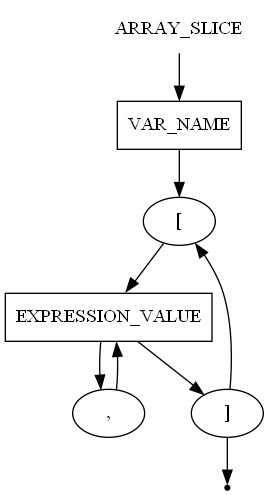 ARRAY_SLICE
VAR_NAME
[
EXPRESSION_VALUE
,
]